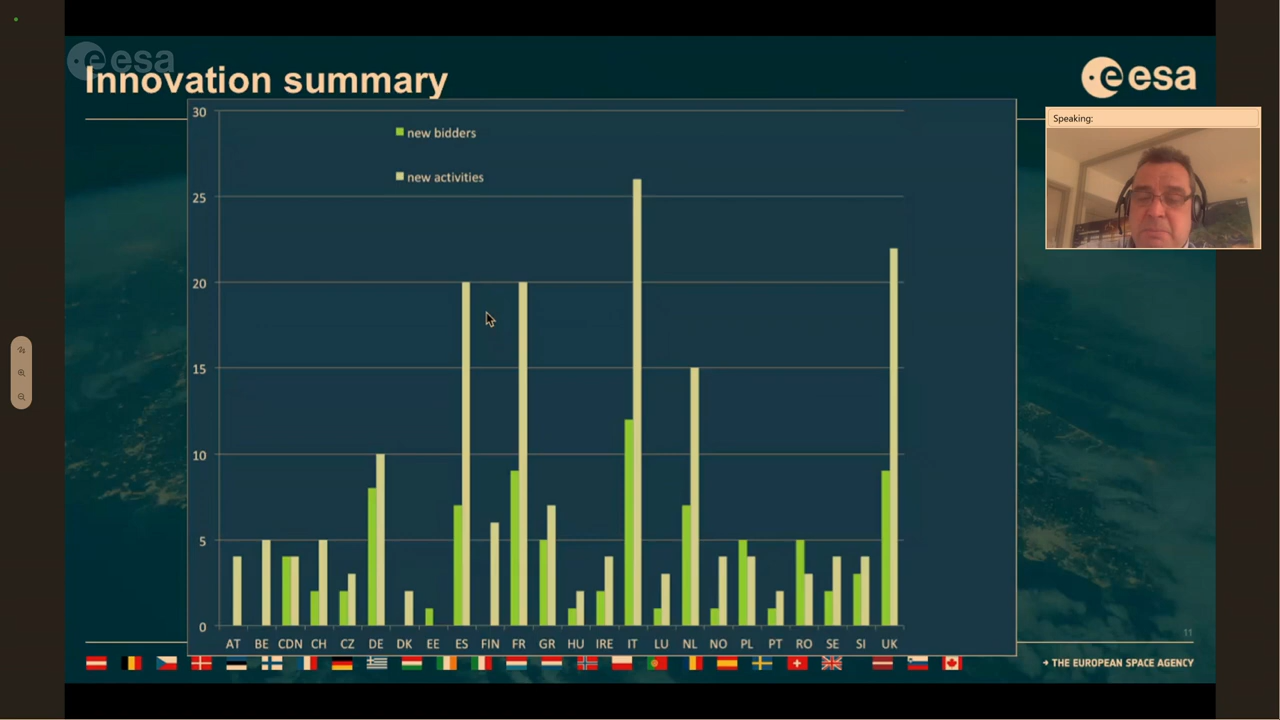 esa
Innovation summary
esa
Speaking:
30
new bidders
new activities
25
20
15
10
5
0
AT BE CDN CH CZ DE DK EE ES FIN FR GR HU IRE IT LU NL NO PL PT RO SE SI UK
11
→ THE EUROPEAN SPACE AGENCY